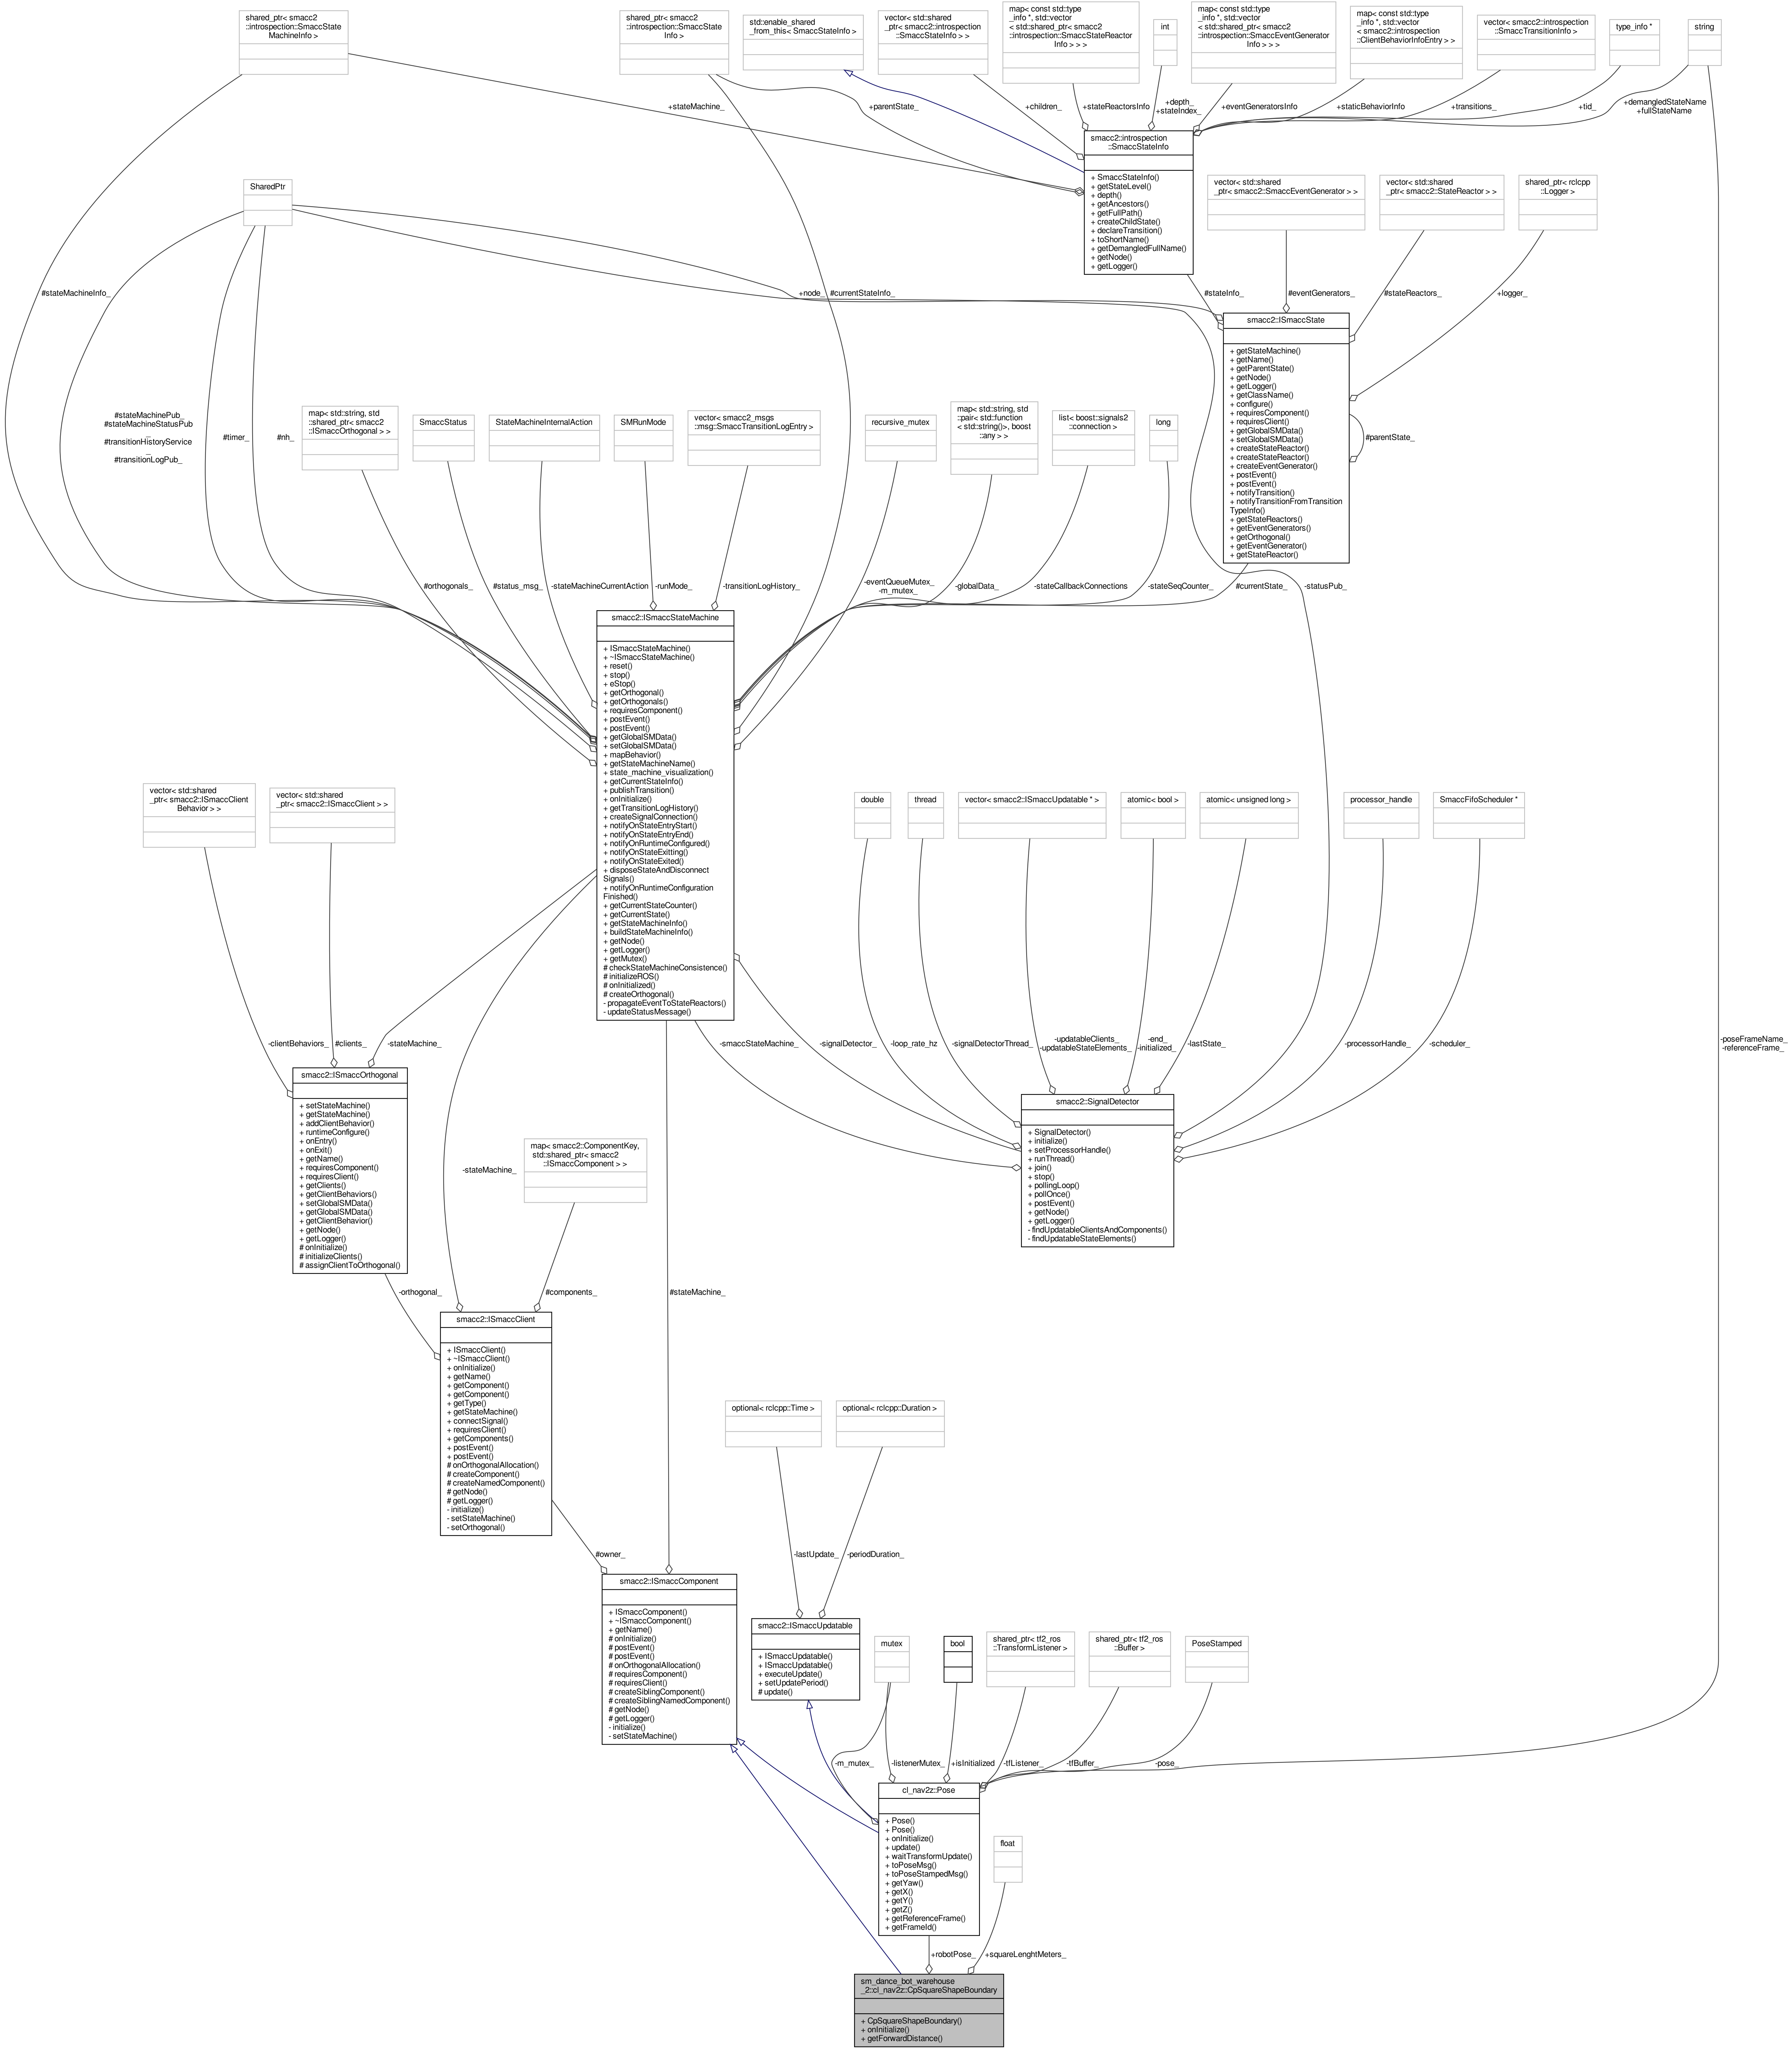 shared_ptr< smacc2
::introspection::SmaccState
MachineInfo >
shared_ptr< smacc2
::introspection::SmaccState
Info >
std::enable_shared
_from_this< SmaccStateInfo >
vector< std::shared
_ptr< smacc2::introspection
::SmaccStateInfo > >
map< const std::type
_info *, std::vector
< std::shared_ptr< smacc2
::introspection::SmaccStateReactor
Info > > >
int
map< const std::type
_info *, std::vector
< std::shared_ptr< smacc2
::introspection::SmaccEventGenerator
Info > > >
map< const std::type
_info *, std::vector
< smacc2::introspection
::ClientBehaviorInfoEntry > >
vector< smacc2::introspection
::SmaccTransitionInfo >
type_info *
string
+stateMachine_
+parentState_
+children_
+stateReactorsInfo
+depth_
+stateIndex_
+eventGeneratorsInfo
+staticBehaviorInfo
+transitions_
+tid_
+demangledStateName
+fullStateName
smacc2::introspection
::SmaccStateInfo
+ SmaccStateInfo()
+ getStateLevel()
+ depth()
+ getAncestors()
+ getFullPath()
+ createChildState()
+ declareTransition()
+ toShortName()
+ getDemangledFullName()
+ getNode()
+ getLogger()
SharedPtr
vector< std::shared
_ptr< smacc2::SmaccEventGenerator > >
vector< std::shared
_ptr< smacc2::StateReactor > >
shared_ptr< rclcpp
::Logger >
#stateMachineInfo_
+node_
#currentStateInfo_
#stateInfo_
#eventGenerators_
#stateReactors_
+logger_
smacc2::ISmaccState
+ getStateMachine()
+ getName()
+ getParentState()
+ getNode()
+ getLogger()
+ getClassName()
+ configure()
+ requiresComponent()
+ requiresClient()
+ getGlobalSMData()
+ setGlobalSMData()
+ createStateReactor()
+ createStateReactor()
+ createEventGenerator()
+ postEvent()
+ postEvent()
+ notifyTransition()
+ notifyTransitionFromTransition
TypeInfo()
+ getStateReactors()
+ getEventGenerators()
+ getOrthogonal()
+ getEventGenerator()
+ getStateReactor()
#parentState_
#stateMachinePub_
#stateMachineStatusPub
_
#transitionHistoryService
_
#transitionLogPub_
#timer_
#nh_
map< std::string, std
::shared_ptr< smacc2
::ISmaccOrthogonal > >
SmaccStatus
StateMachineInternalAction
SMRunMode
vector< smacc2_msgs
::msg::SmaccTransitionLogEntry >
recursive_mutex
map< std::string, std
::pair< std::function
< std::string()>, boost
::any > >
list< boost::signals2
::connection >
long
#orthogonals_
#status_msg_
-stateMachineCurrentAction
-runMode_
-transitionLogHistory_
-eventQueueMutex_
-m_mutex_
-globalData_
-stateCallbackConnections
-stateSeqCounter_
#currentState_
-statusPub_
smacc2::ISmaccStateMachine
+ ISmaccStateMachine()
+ ~ISmaccStateMachine()
+ reset()
+ stop()
+ eStop()
+ getOrthogonal()
+ getOrthogonals()
+ requiresComponent()
+ postEvent()
+ postEvent()
+ getGlobalSMData()
+ setGlobalSMData()
+ mapBehavior()
+ getStateMachineName()
+ state_machine_visualization()
+ getCurrentStateInfo()
+ publishTransition()
+ onInitialize()
+ getTransitionLogHistory()
+ createSignalConnection()
+ notifyOnStateEntryStart()
+ notifyOnStateEntryEnd()
+ notifyOnRuntimeConfigured()
+ notifyOnStateExitting()
+ notifyOnStateExited()
+ disposeStateAndDisconnect
Signals()
+ notifyOnRuntimeConfiguration
Finished()
+ getCurrentStateCounter()
+ getCurrentState()
+ getStateMachineInfo()
+ buildStateMachineInfo()
+ getNode()
+ getLogger()
+ getMutex()
# checkStateMachineConsistence()
# initializeROS()
# onInitialized()
# createOrthogonal()
- propagateEventToStateReactors()
- updateStatusMessage()
vector< std::shared
_ptr< smacc2::ISmaccClient
Behavior > >
vector< std::shared
_ptr< smacc2::ISmaccClient > >
double
thread
vector< smacc2::ISmaccUpdatable * >
atomic< bool >
atomic< unsigned long >
processor_handle
SmaccFifoScheduler *
-clientBehaviors_
#clients_
-stateMachine_
-smaccStateMachine_
-signalDetector_
-loop_rate_hz
-signalDetectorThread_
-updatableClients_
-updatableStateElements_
-end_
-initialized_
-lastState_
-processorHandle_
-scheduler_
-poseFrameName_
-referenceFrame_
smacc2::ISmaccOrthogonal
+ setStateMachine()
+ getStateMachine()
+ addClientBehavior()
+ runtimeConfigure()
+ onEntry()
+ onExit()
+ getName()
+ requiresComponent()
+ requiresClient()
+ getClients()
+ getClientBehaviors()
+ setGlobalSMData()
+ getGlobalSMData()
+ getClientBehavior()
+ getNode()
+ getLogger()
# onInitialize()
# initializeClients()
# assignClientToOrthogonal()
smacc2::SignalDetector
+ SignalDetector()
+ initialize()
+ setProcessorHandle()
+ runThread()
+ join()
+ stop()
+ pollingLoop()
+ pollOnce()
+ postEvent()
+ getNode()
+ getLogger()
- findUpdatableClientsAndComponents()
- findUpdatableStateElements()
-stateMachine_
map< smacc2::ComponentKey,
std::shared_ptr< smacc2
::ISmaccComponent > >
-orthogonal_
#components_
#stateMachine_
smacc2::ISmaccClient
+ ISmaccClient()
+ ~ISmaccClient()
+ onInitialize()
+ getName()
+ getComponent()
+ getComponent()
+ getType()
+ getStateMachine()
+ connectSignal()
+ requiresClient()
+ getComponents()
+ postEvent()
+ postEvent()
# onOrthogonalAllocation()
# createComponent()
# createNamedComponent()
# getNode()
# getLogger()
- initialize()
- setStateMachine()
- setOrthogonal()
optional< rclcpp::Time >
optional< rclcpp::Duration >
#owner_
-lastUpdate_
-periodDuration_
smacc2::ISmaccComponent
+ ISmaccComponent()
+ ~ISmaccComponent()
+ getName()
# onInitialize()
# postEvent()
# postEvent()
# onOrthogonalAllocation()
# requiresComponent()
# requiresClient()
# createSiblingComponent()
# createSiblingNamedComponent()
# getNode()
# getLogger()
- initialize()
- setStateMachine()
smacc2::ISmaccUpdatable
+ ISmaccUpdatable()
+ ISmaccUpdatable()
+ executeUpdate()
+ setUpdatePeriod()
# update()
mutex
bool
shared_ptr< tf2_ros
::TransformListener >
shared_ptr< tf2_ros
::Buffer >
PoseStamped
-m_mutex_
-listenerMutex_
+isInitialized
-tfListener_
-tfBuffer_
-pose_
cl_nav2z::Pose
+ Pose()
+ Pose()
+ onInitialize()
+ update()
+ waitTransformUpdate()
+ toPoseMsg()
+ toPoseStampedMsg()
+ getYaw()
+ getX()
+ getY()
+ getZ()
+ getReferenceFrame()
+ getFrameId()
float
+robotPose_
+squareLenghtMeters_
sm_dance_bot_warehouse
_2::cl_nav2z::CpSquareShapeBoundary
+ CpSquareShapeBoundary()
+ onInitialize()
+ getForwardDistance()